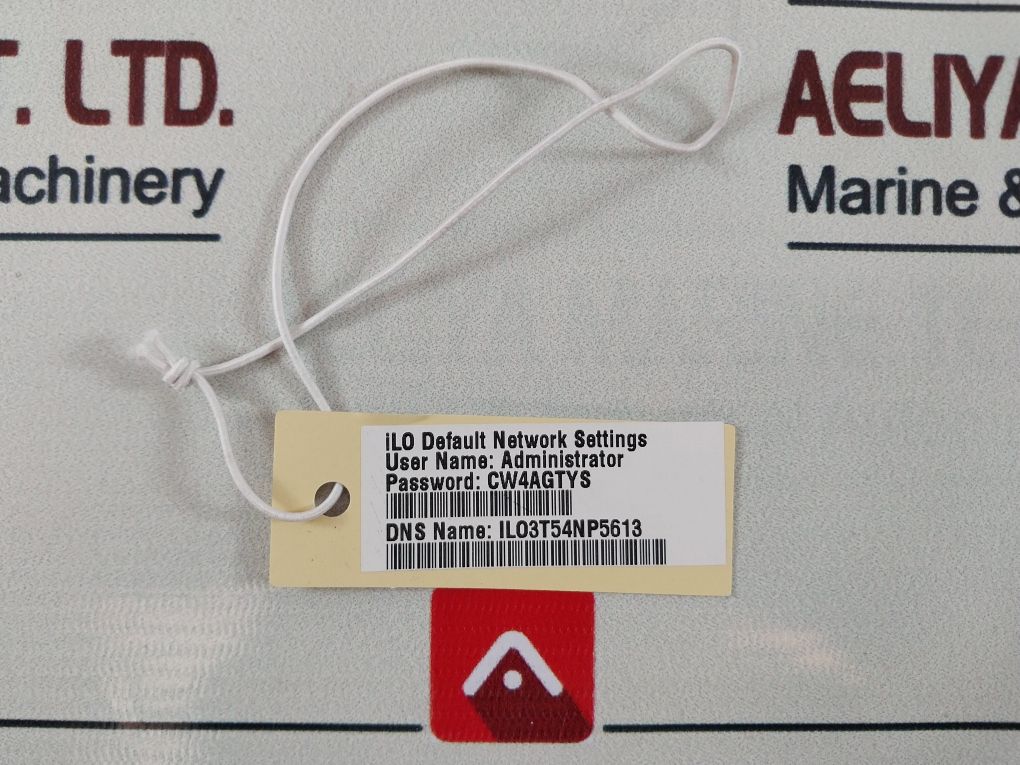 T. LTD.
achinery
AELIYA
Marine &
iLO Default Network Settings
User Name: Administrator
Password: CW4AGTYS
DNS Name: ILO3T54NP5613